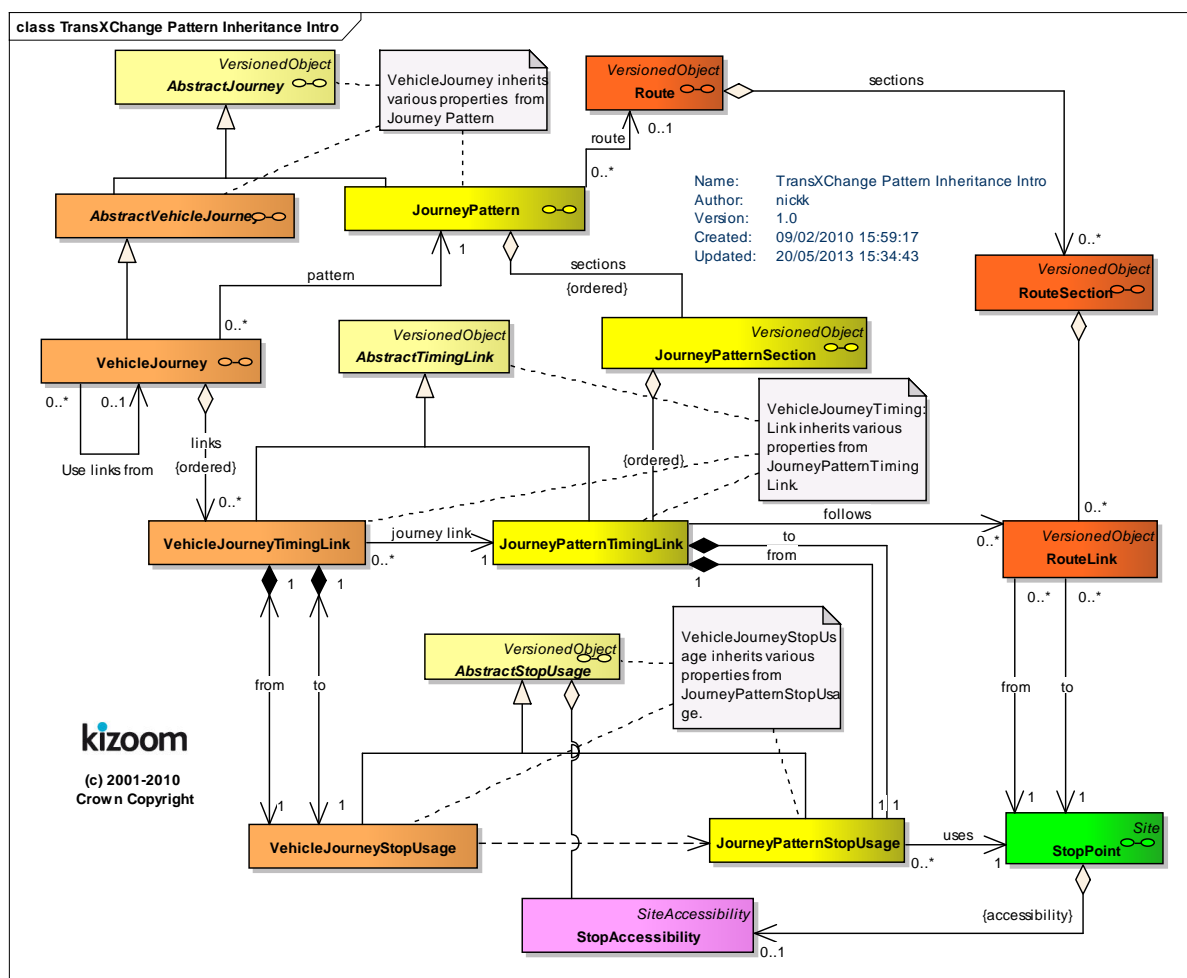 class TransXChange Pattern Inheritance Intro
VersionedObject
AbstractJourney
VehicleJourney inherits
various properties from
Journey Pattern
VersionedObject
Route
sections
0..1
route
0..*
Name: TransXChange Pattern Inheritance Intro
Author: nickk
Version: 1.0
Created: 09/02/2010 15:59:17
Updated: 20/05/2013 15:34:43
AbstractVehicleJourney
JourneyPattern
1
pattern
sections
{ordered}
0..*
VersionedObject
RouteSection
0..*
VehicleJourney
VersionedObject
AbstractTimingLink
VersionedObject
JourneyPatternSection
0..*
0..1
Use links from
links
{ordered}
0..*
{ordered}
VehicleJourneyTiming:
Link inherits various
properties from
JourneyPatternTiming
Link.
VehicleJourneyTimingLink
journey link
0..*
1
JourneyPatternTimingLink
follows
0..*
0..*
to
from
1
VersionedObject
RouteLink
0..*
0..*
1
1
from
to
VersionedObject
AbstractStopUsage
VehicleJourneyStopUs
age inherits various
properties from
JourneyPatternStopUsa
ge.
from
to
kizoom
(c) 2001-2010
Crown Copyright
1
1
1
1
1
1
VehicleJourneyStopUsage
JourneyPatternStopUsage
uses
0..*
1
Site
StopPoint
SiteAccessibility
StopAccessibility
{accessibility}
0..1